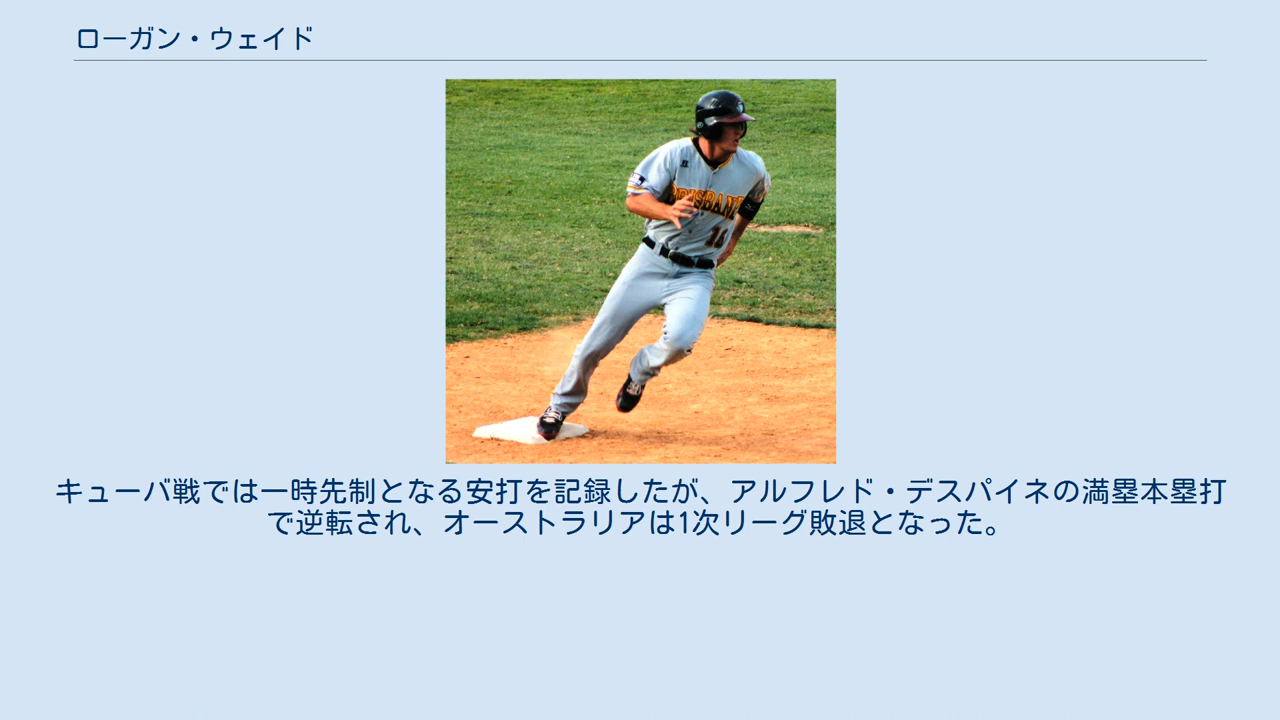 ローガン・ウェイド
BRISBANE
16
キューバ戦では一時先制となる安打を記録したが、アルフレド・デスパイネの満塁本塁打
で逆転され、オーストラリアは1次リーグ敗退となった。